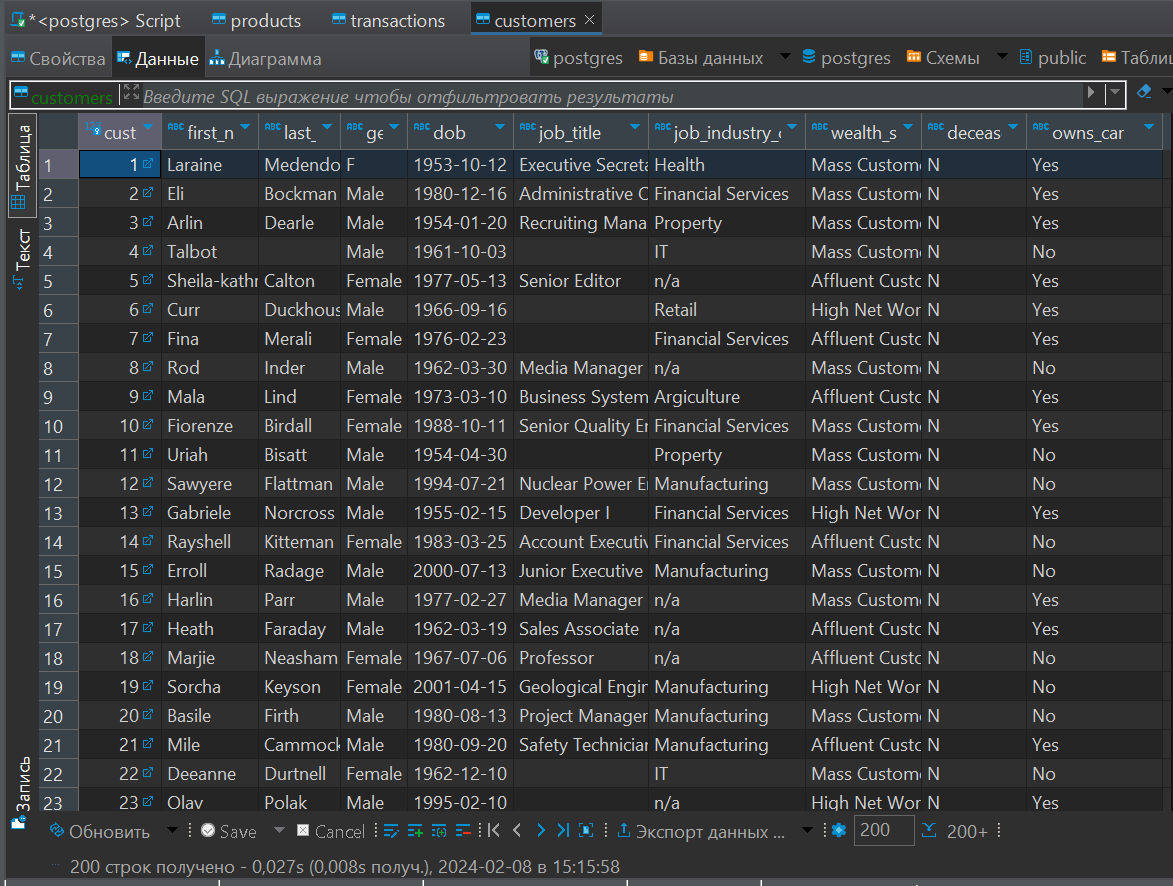 *<postgres> Script products transactions customers
Свойства Данные Диаграмма postgres Базы данных postgres Схемы public Таблиц
customers Введите SQL выражение чтобы отфильтровать результаты
Таблица
Текст
Запись
cust first_n last_ ge dob job_title job_industry_c wealth_s deceas owns_car
1 1 Laraine Medendo F 1953-10-12 Executive Secreta Health Mass Custome N Yes
2 2 Eli Bockman Male 1980-12-16 Administrative C Financial Services Mass Custome N Yes
3 3 Arlin Dearle Male 1954-01-20 Recruiting Mana Property Mass Custome N Yes
4 4 Talbot Male 1961-10-03 IT Mass Custome N No
5 5 Sheila-kathr Calton Female 1977-05-13 Senior Editor n/a Affluent Custo N Yes
6 6 Curr Duckhous Male 1966-09-16 Retail High Net Wor N Yes
7 7 Fina Merali Female 1976-02-23 Financial Services Affluent Custo N Yes
8 8 Rod Inder Male 1962-03-30 Media Manager n/a Mass Custome N No
9 9 Mala Lind Female 1973-03-10 Business System Argiculture Affluent Custo N Yes
10 10 Fiorenze Birdall Female 1988-10-11 Senior Quality En Financial Services Mass Custome N Yes
11 11 Uriah Bisatt Male 1954-04-30 Property Mass Custome N No
12 12 Sawyere Flattman Male 1994-07-21 Nuclear Power E Manufacturing Mass Custome N No
13 13 Gabriele Norcross Male 1955-02-15 Developer I Financial Services High Net Wor N Yes
14 14 Rayshell Kitteman Female 1983-03-25 Account Executiv Financial Services Affluent Custo N No
15 15 Erroll Radage Male 2000-07-13 Junior Executive Manufacturing Mass Custome N No
16 16 Harlin Parr Male 1977-02-27 Media Manager n/a Mass Custome N Yes
17 17 Heath Faraday Male 1962-03-19 Sales Associate n/a Affluent Custo N Yes
18 18 Marjie Neasham Female 1967-07-06 Professor n/a Affluent Custo N No
19 19 Sorcha Keyson Female 2001-04-15 Geological Engin Manufacturing High Net Wor N No
20 20 Basile Firth Male 1980-08-13 Project Manager Manufacturing Mass Custome N No
21 21 Mile Cammock Male 1980-09-20 Safety Technician Manufacturing Affluent Custo N Yes
22 22 Deeanne Durtnell Female 1962-12-10 IT Mass Custome N No
23 23 Olav Polak Male 1995-02-10 n/a High Net Wor N Yes
Обновить Save Cancel Экспорт данных ... 200 200+
200 строк получено - 0,027s (0,008s получ.), 2024-02-08 в 15:15:58